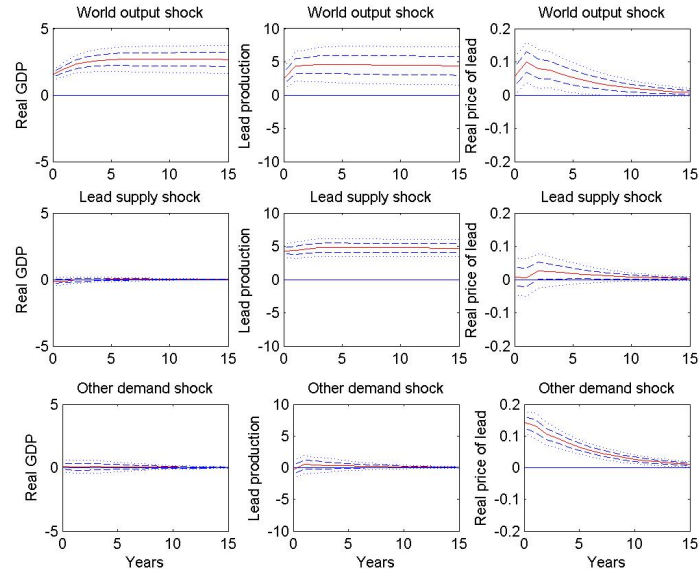 World output shock
Real GDP
5
0
-5
0 5 10 15
World output shock
Lead production
10
5
0
-5
-10
0 5 10 15
World output shock
Real price of lead
0.2
0.1
0
0.1
-0.2
0 5 10 15
Lead supply shock
Real GDP
5
0
-5
0 5 10 15
Lead supply shock
Lead production
10
5
0
-5
-10
0 5 10 15
Lead supply shock
Real price of lead
0.2
0.1
0
0.1
-0.2
0 5 10 15
Other demand shock
Real GDP
5
0
-5
0 5 10 15
Years
Other demand shock
Lead production
10
5
0
-5
-10
0 5 10 15
Years
Other demand shock
Real price of lead
0.2
0.1
0
0.1
-0.2
0 5 10 15
Years